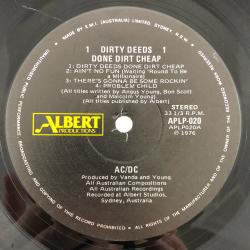 MADE BY E.M.I. (AUSTRALIA) LIMITED SYDNEY. N.S.W.
1 DIRTY DEEDS 1
DONE DIRT CHEAP
1- DIRTY DEEDS DONE DIRT CHEAP
2- AIN'T NO FUN (Waiting 'Round To Be
A Millionaire)
3- THERE'S GONNA BE SOME ROCKIN'
4- PROBLEM CHILD
(All titles written by Angus Young, Bon Scott
and Malcolm Young)
(All titles published by Albert)
ALBERT
PRODUCTIONS
STEREO
33 1/3 R.P.M.
APLP-020
APLP020A
℗ 1976
AC/DC
Produced by Vanda and Young
All Australian Compositions
All Australian Recordings
Recorded at Albert Studios,
Sydney, Australia
COPYING OF THIS RECORD PROHIBITED
ALL RIGHTS